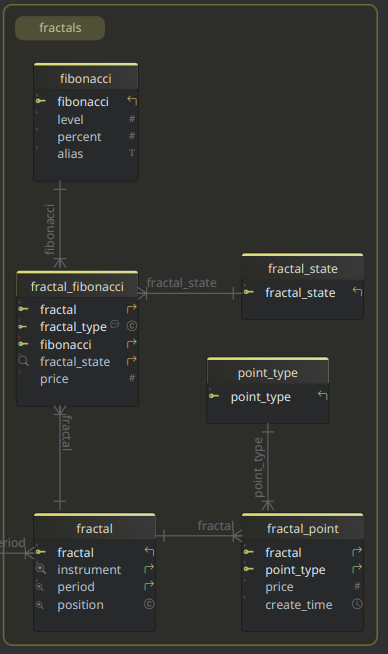 fractals
fibonacci
fibonacci
level #
percent #
alias T
fibonacci
fractal_fibonacci
fractal
fractal_type C
fibonacci
fractal_state
price #
fractal_state
fractal_state
fractal_state
point_type
point_type
fractal
point_type
fractal
fractal
instrument
period
position C
eriod
fractal
fractal_point
fractal
point_type
price #
create_time